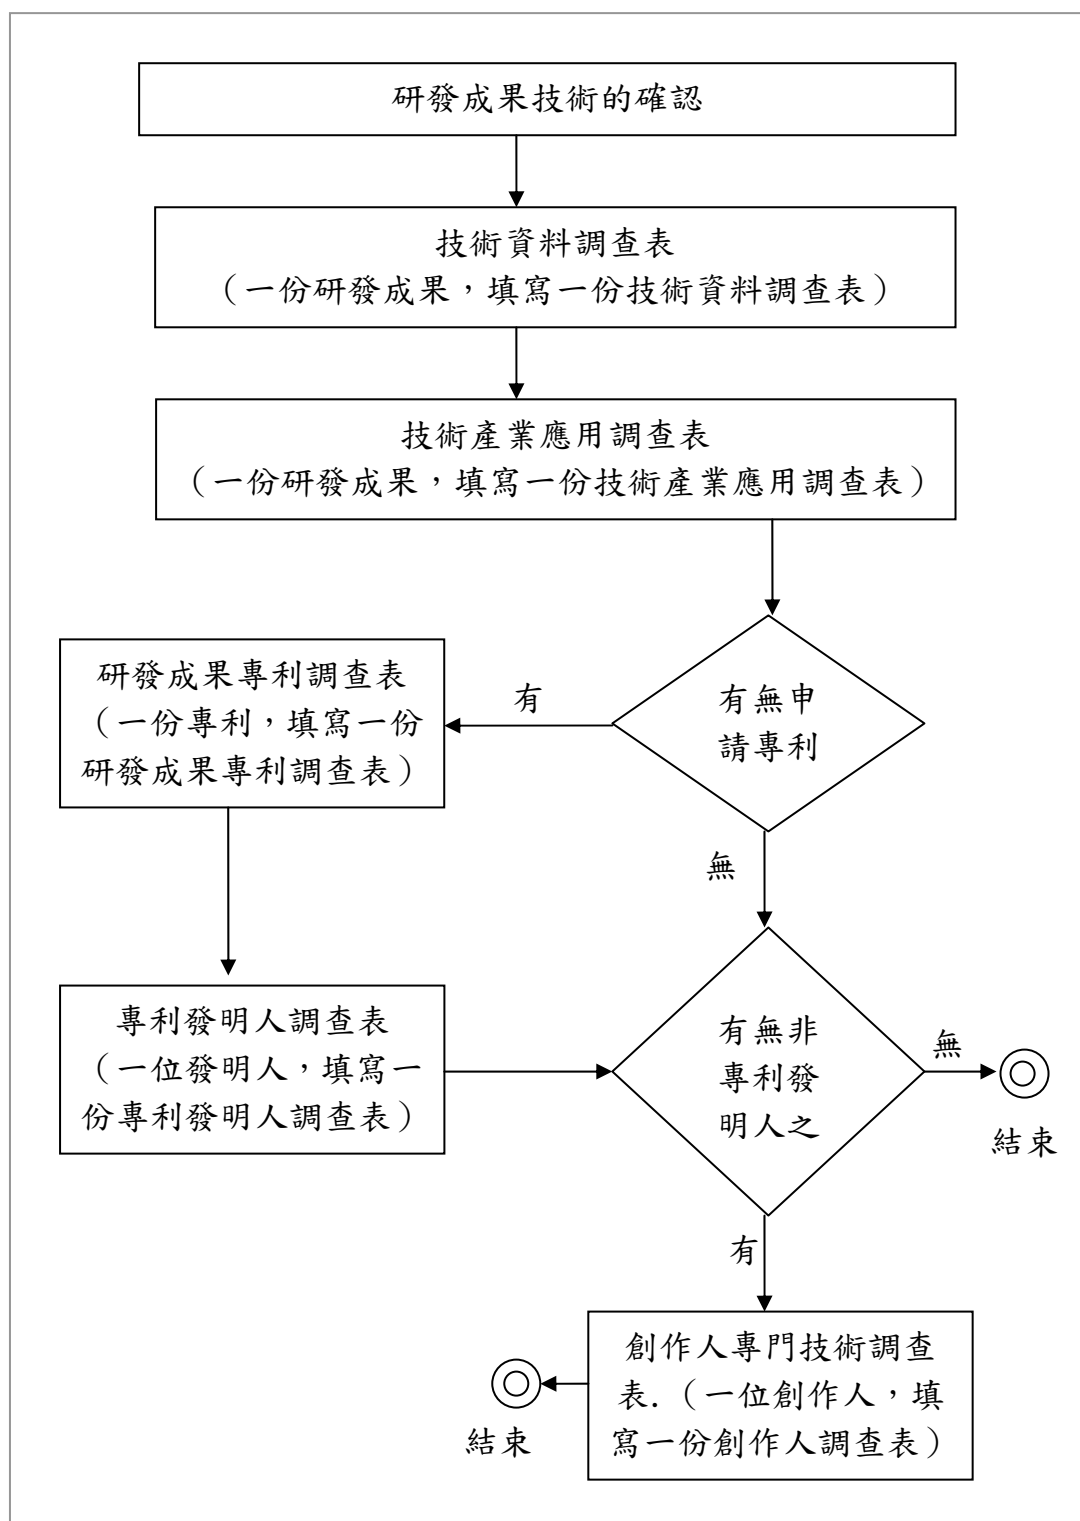 研發成果技術的確認
技術資料調查表
（一份研發成果，填寫一份技術資料調查表）
技術產業應用調查表
（一份研發成果，填寫一份技術產業應用調查表）
有無申
請專利
有
研發成果專利調查表
（一份專利，填寫一份
研發成果專利調查表）
無
專利發明人調查表
（一位發明人，填寫一
份專利發明人調查表）
有無非
專利發
明人之
無
結束
有
創作人專門技術調查
表.（一位創作人，填
寫一份創作人調查表）
結束